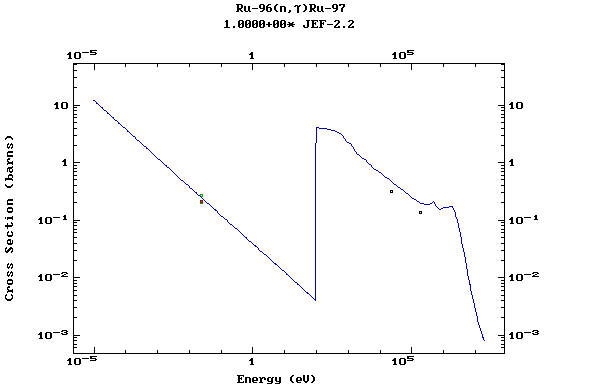 Ru-96(n,γ)Ru-97
1.0000+00* JEF-2.2
10⁻⁵ 1 10⁵
10 10
1 1
10⁻¹ 10⁻¹
10⁻² 10⁻²
10⁻³ 10⁻³
10⁻⁵ 1 10⁵
Energy (eV)
Cross Section (barns)